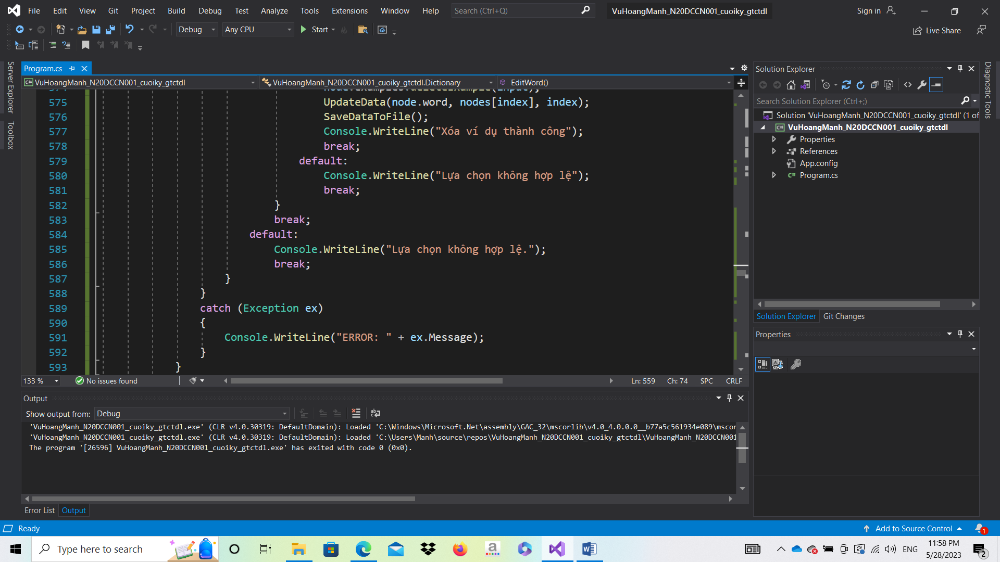 File Edit View Git Project Build Debug Test Analyze Tools Extensions Window Help Search (Ctrl+Q) VuHoangManh_N20DCCN001_cuoiky_gtctdl Sign in
Debug Any CPU Start Live Share
Server Explorer
Toolbox
Program.cs
VuHoangManh_N20DCCN001_cuoiky_gtctdl VuHoangManh_N20DCCN001_cuoiky_gtctdl.Dictionary EditWord()
575 UpdateData(node.word, nodes[index], index);
576 SaveDataToFile();
577 Console.WriteLine("Xóa ví dụ thành công");
578 break;
579 default:
580 Console.WriteLine("Lựa chọn không hợp lệ");
581 break;
582 }
583 break;
584 default:
585 Console.WriteLine("Lựa chọn không hợp lệ.");
586 break;
587 }
588 }
589 catch (Exception ex)
590 {
591 Console.WriteLine("ERROR: " + ex.Message);
592 }
593 }
133 % No issues found Ln: 559 Ch: 74 SPC CRLF
Output
Show output from: Debug
'VuHoangManh_N20DCCN001_cuoiky_gtctdl.exe' (CLR v4.0.30319: DefaultDomain): Loaded 'C:\Windows\Microsoft.Net\assembly\GAC_32\mscorlib\v4.0_4.0.0.0__b77a5c561934e089\mscor
'VuHoangManh_N20DCCN001_cuoiky_gtctdl.exe' (CLR v4.0.30319: DefaultDomain): Loaded 'C:\Users\Manh\source\repos\VuHoangManh_N20DCCN001_cuoiky_gtctdl\VuHoangManh_N20DCCN001
The program '[26596] VuHoangManh_N20DCCN001_cuoiky_gtctdl.exe' has exited with code 0 (0x0).
Error List Output
Solution Explorer
Search Solution Explorer (Ctrl+;)
Solution 'VuHoangManh_N20DCCN001_cuoiky_gtctdl' (1 of
VuHoangManh_N20DCCN001_cuoiky_gtctdl
Properties
References
App.config
C# Program.cs
Solution Explorer Git Changes
Properties
Diagnostic Tools
Ready Add to Source Control 1
Type here to search ENG 11:58 PM
5/28/2023 2